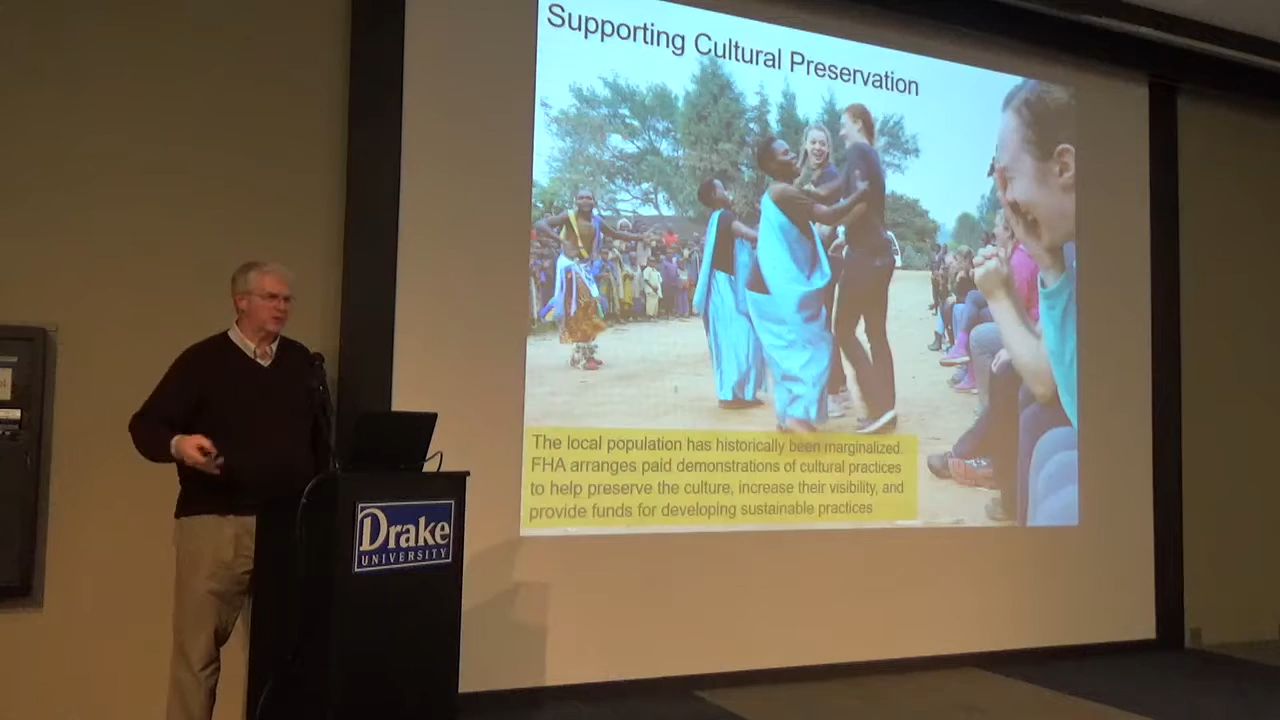 Supporting Cultural Preservation
The local population has historically been marginalized.
FHA arranges paid demonstrations of cultural practices
to help preserve the culture, increase their visibility, and
provide funds for developing sustainable practices
Drake
UNIVERSITY